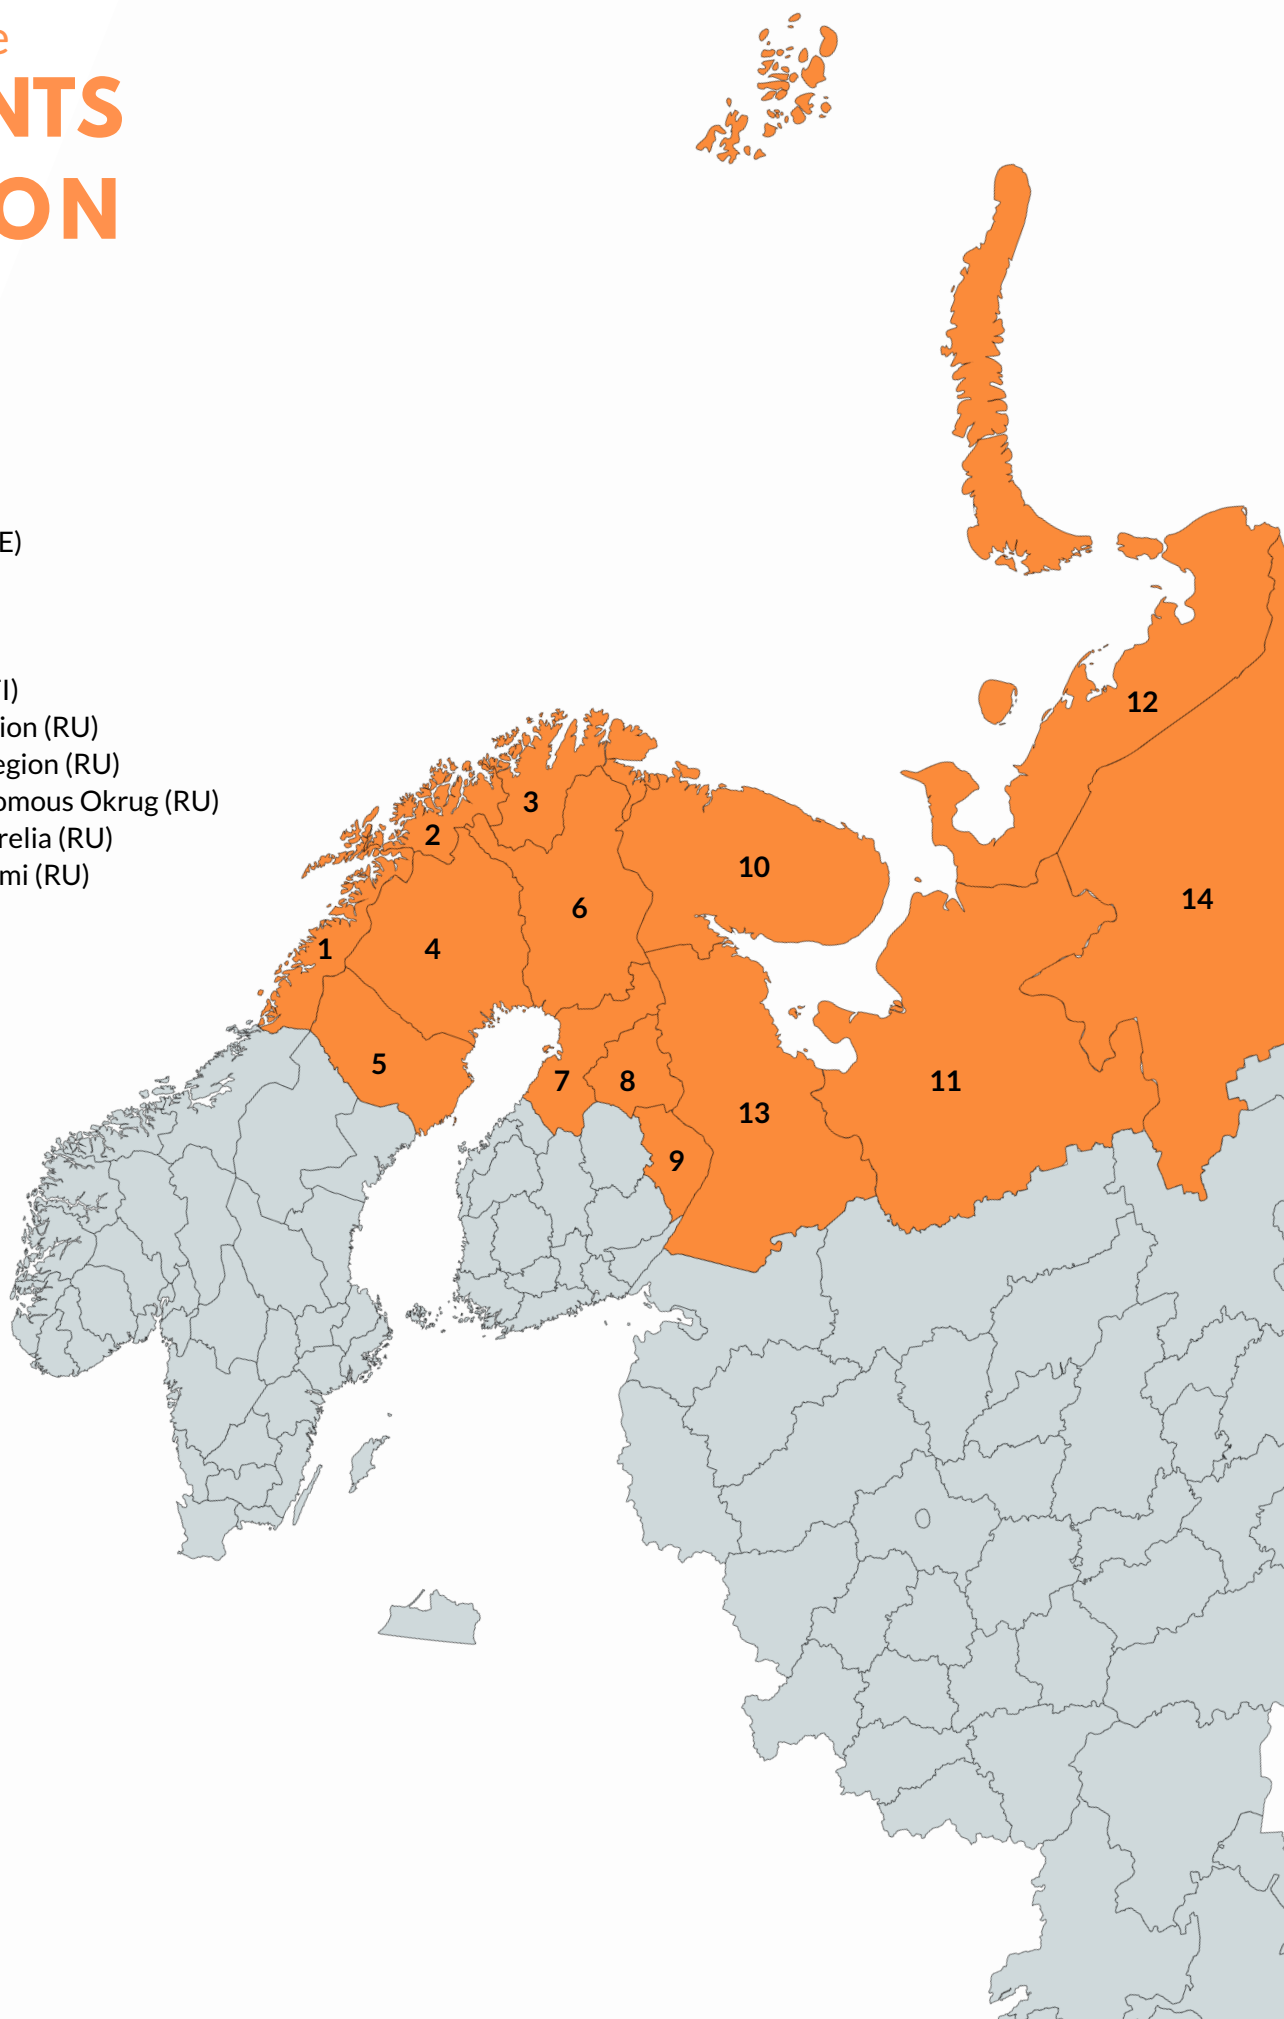 e
NTS
ON
E)
I)
ion (RU)
egion (RU)
omous Okrug (RU)
relia (RU)
mi (RU)
12
3
2
10
14
6
1
4
5
7
8
11
13
9